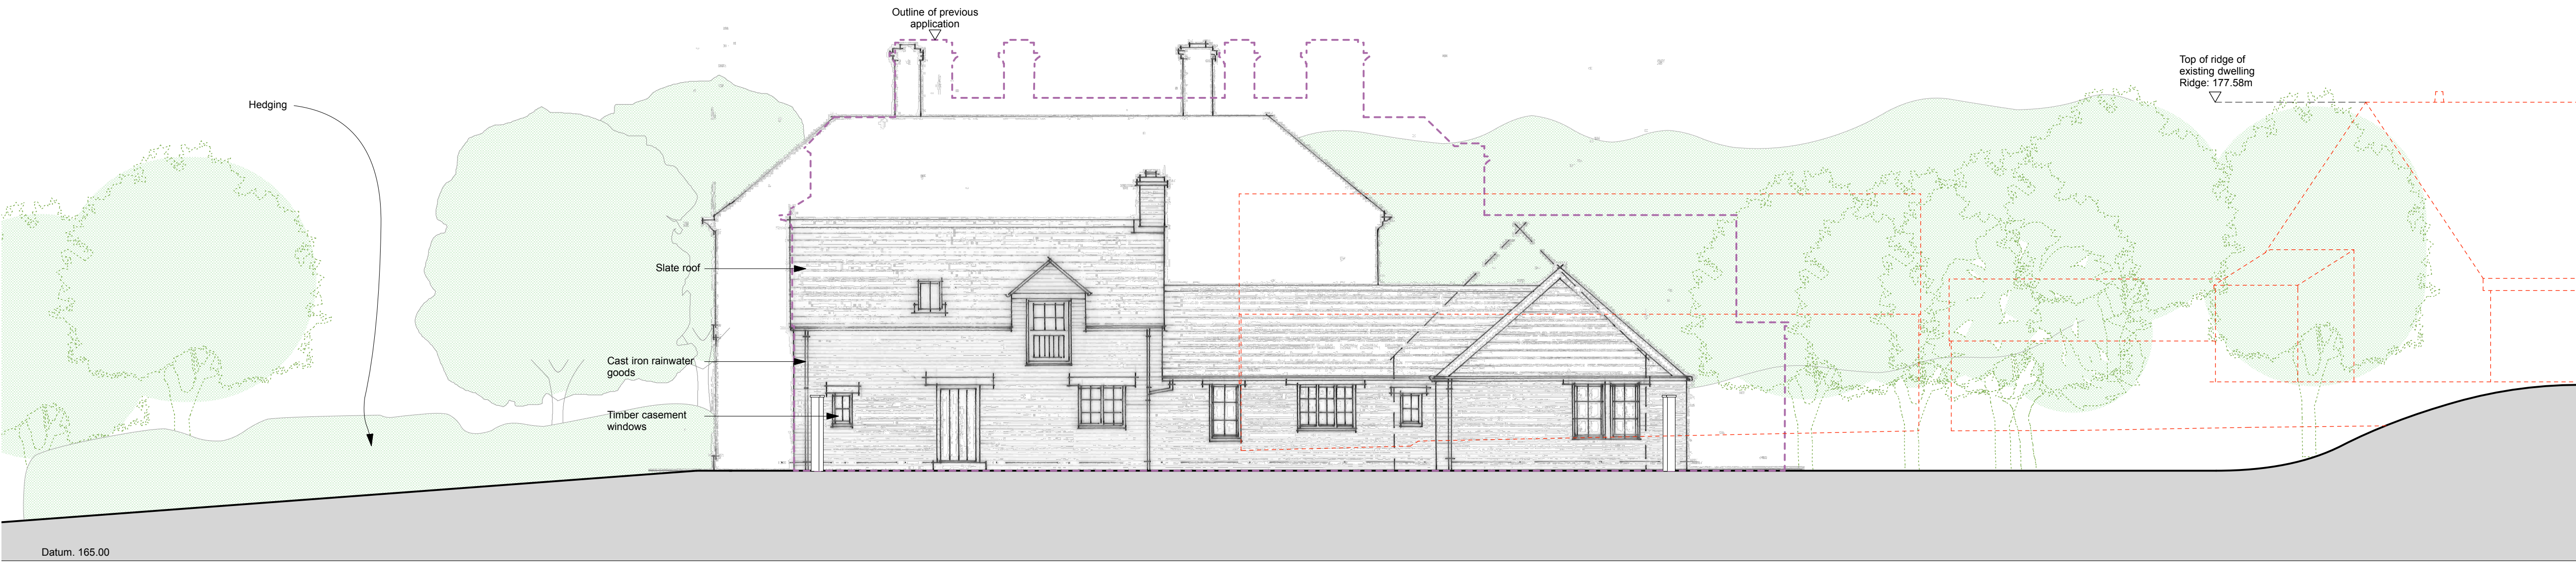 Outline of previous
application
Top of ridge of
existing dwelling
Ridge: 177.58m
Hedging
Slate roof
Cast iron rainwater
goods
Timber casement
windows
Datum. 165.00